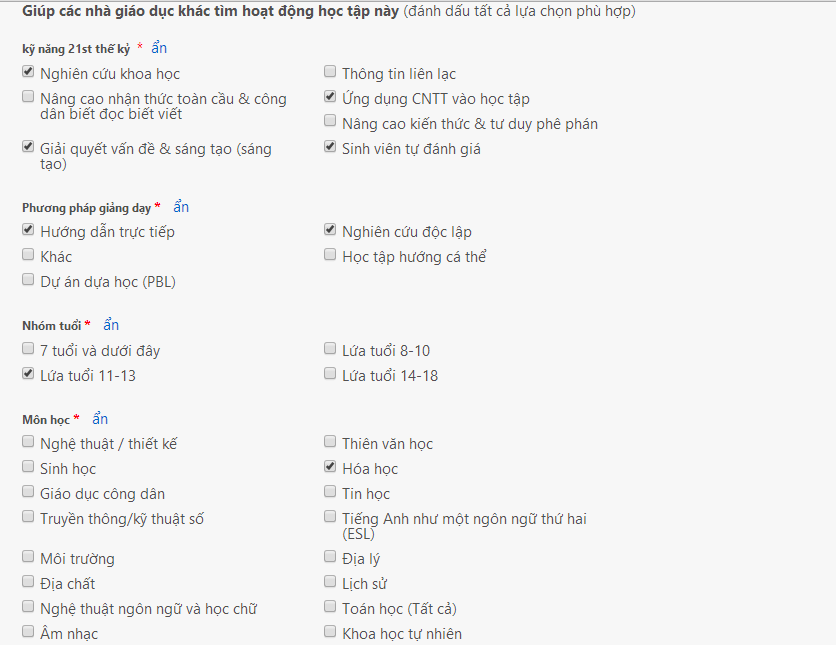 Giúp các nhà giáo dục khác tìm hoạt động học tập này (đánh dấu tất cả lựa chọn phù hợp)
kỹ năng 21st thế kỷ * ẩn
Nghiên cứu khoa học
Thông tin liên lạc
Nâng cao nhận thức toàn cầu & công
dân biết đọc biết viết
Ứng dụng CNTT vào học tập
Nâng cao kiến thức & tư duy phê phán
Giải quyết vấn đề & sáng tạo (sáng
tạo)
Sinh viên tự đánh giá
Phương pháp giảng dạy * ẩn
Hướng dẫn trực tiếp
Nghiên cứu độc lập
Khác
Học tập hướng cá thể
Dự án dựa học (PBL)
Nhóm tuổi * ẩn
7 tuổi và dưới đây
Lứa tuổi 8-10
Lứa tuổi 11-13
Lứa tuổi 14-18
Môn học * ẩn
Nghệ thuật / thiết kế
Thiên văn học
Sinh học
Hóa học
Giáo dục công dân
Tin học
Truyền thông/kỹ thuật số
Tiếng Anh như một ngôn ngữ thứ hai
(ESL)
Môi trường
Địa lý
Địa chất
Lịch sử
Nghệ thuật ngôn ngữ và học chữ
Toán học (Tất cả)
Âm nhạc
Khoa học tự nhiên